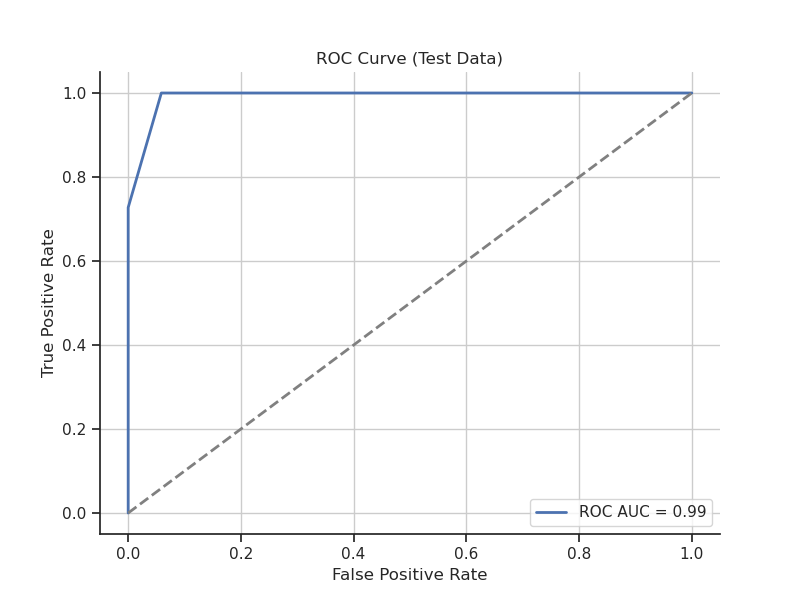 ROC Curve (Test Data)
True Positive Rate
1.0
0.8
0.6
0.4
0.2
0.0
ROC AUC = 0.99
0.0 0.2 0.4 0.6 0.8 1.0
False Positive Rate